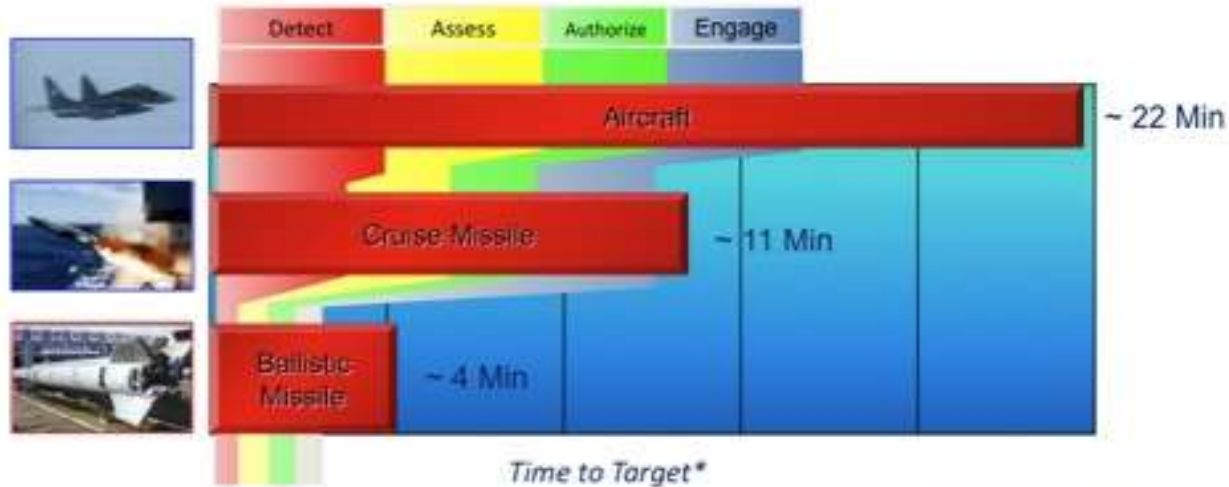 Detect Assess Authorize Engage
Aircraft
~ 22 Min
Cruise Missile
~ 11 Min
Ballistic
Missile
~ 4 Min
Time to Target*